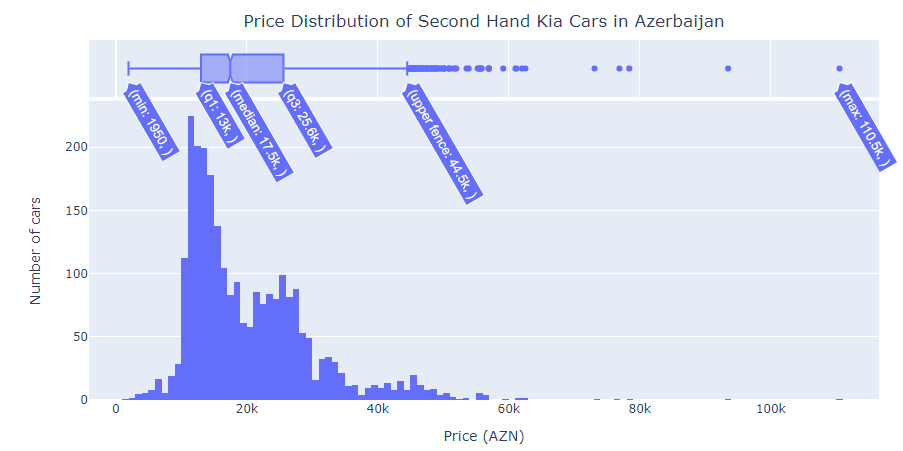 Price Distribution of Second Hand Kia Cars in Azerbaijan
(min: 1950, )
(q1: 13k, )
(median: 17.5k, )
(q3: 25.6k, )
(upper fence: 44.5k, )
(max: 110.5k, )
Number of cars
200
150
100
50
0
0 20k 40k 60k 80k 100k
Price (AZN)